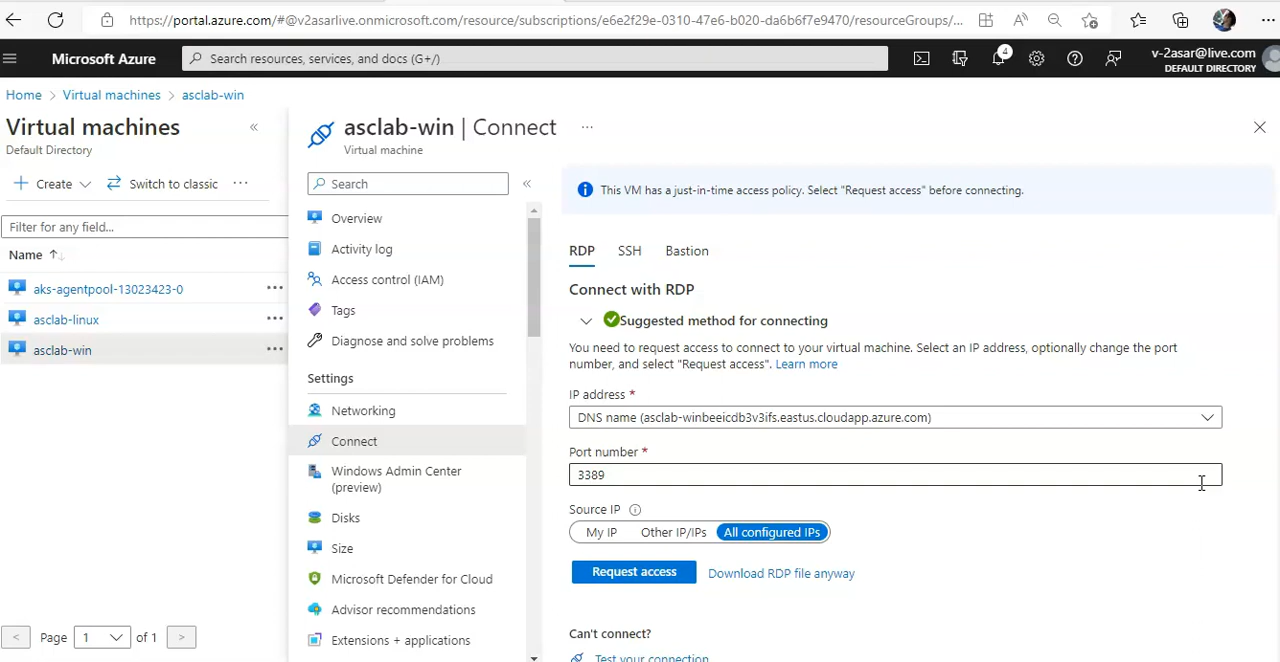 https://portal.azure.com/#@v2asarlive.onmicrosoft.com/resource/subscriptions/e6e2f29e-0310-47e6-b020-da6b6f7e9470/resourceGroups/...
Microsoft Azure
Search resources, services, and docs (G+/)
4
v-2asar@live.com
DEFAULT DIRECTORY
Home > Virtual machines > asclab-win
Virtual machines
Default Directory
Create
Switch to classic
Filter for any field...
Name
aks-agentpool-13023423-0
asclab-linux
asclab-win
< Page 1 of 1 >
asclab-win | Connect
Virtual machine
Search
Overview
Activity log
Access control (IAM)
Tags
Diagnose and solve problems
Settings
Networking
Connect
Windows Admin Center
(preview)
Disks
Size
Microsoft Defender for Cloud
Advisor recommendations
Extensions + applications
This VM has a just-in-time access policy. Select "Request access" before connecting.
RDP SSH Bastion
Connect with RDP
Suggested method for connecting
You need to request access to connect to your virtual machine. Select an IP address, optionally change the port
number, and select "Request access". Learn more
IP address *
DNS name (asclab-winbeeicdb3v3ifs.eastus.cloudapp.azure.com)
Port number *
3389
Source IP
My IP Other IP/IPs All configured IPs
Request access Download RDP file anyway
Can't connect?
Test your connection